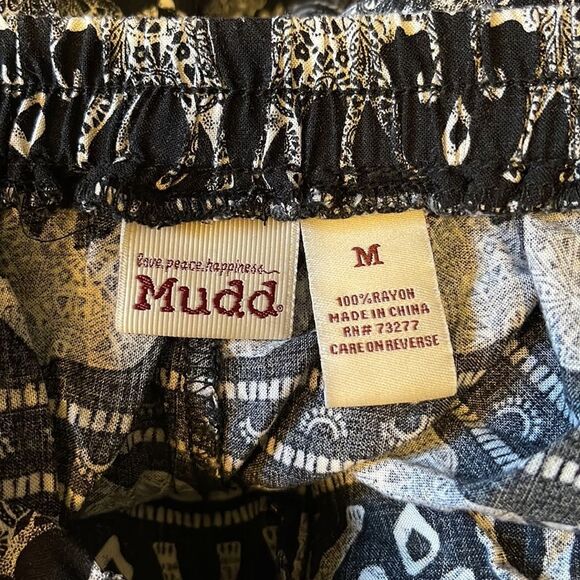 love.peace.happiness
Mudd®
M
100%RAYON
MADE IN CHINA
RN# 73277
CARE ON REVERSE